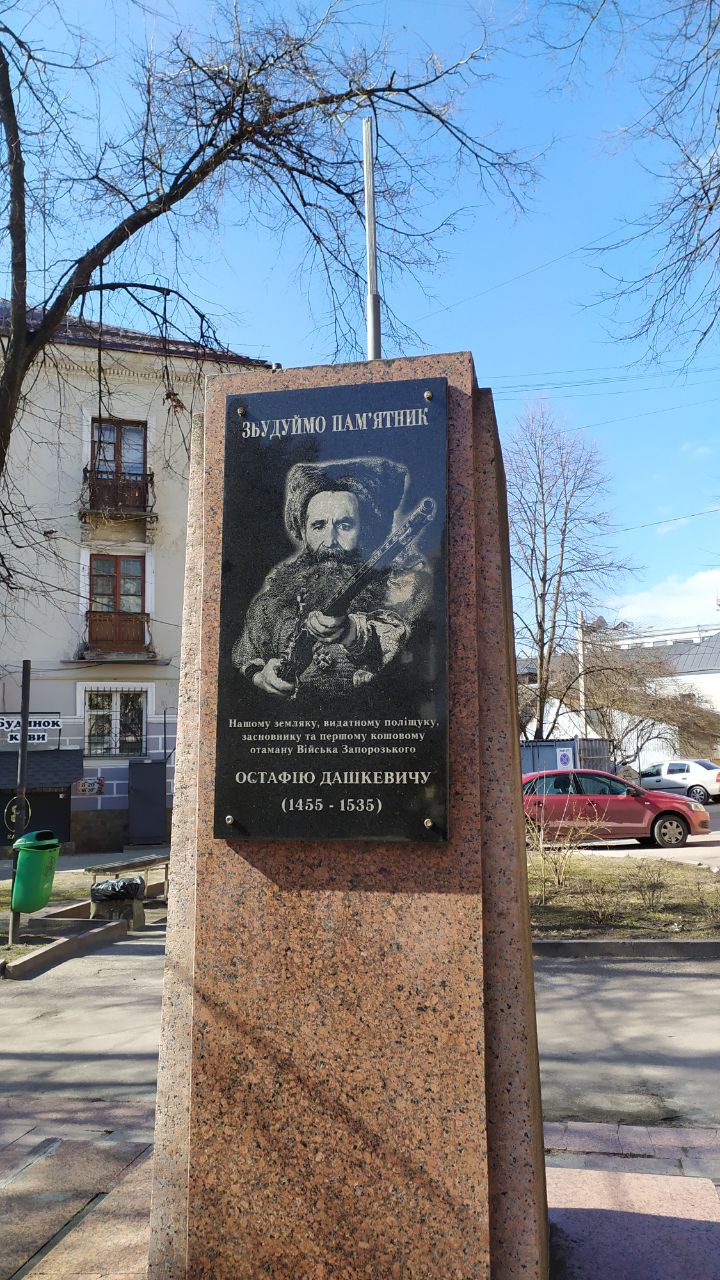 ЗЬУДУЙМО ПАМ'ЯТНИК
Нашому земляку, видатному поліщуку,
засновнику та першому кошовому
отаману Війська Запорозького
ОСТАФІЮ ДАШКЕВИЧУ
(1455 - 1535)
БУДИНОК
КАВИ